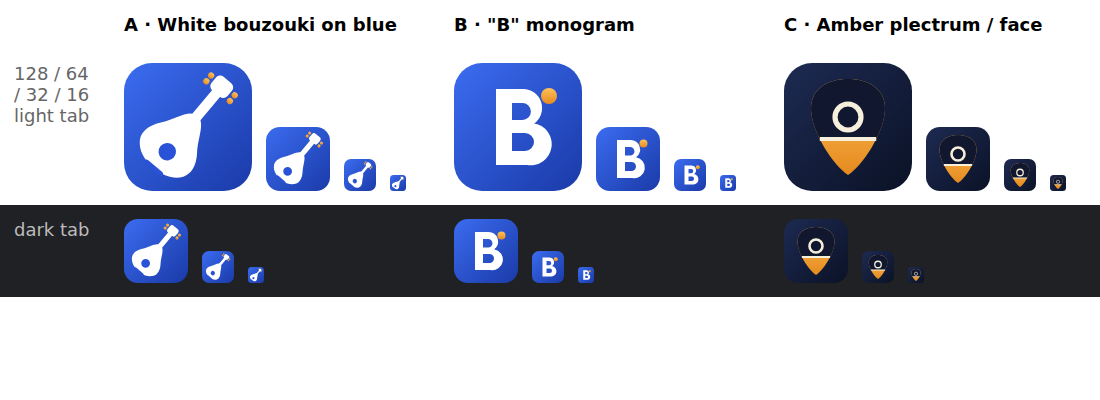 A · White bouzouki on blue
B · "B" monogram
C · Amber plectrum / face
128 / 64
/ 32 / 16
light tab
B
B
B
B
dark tab
B
B
B